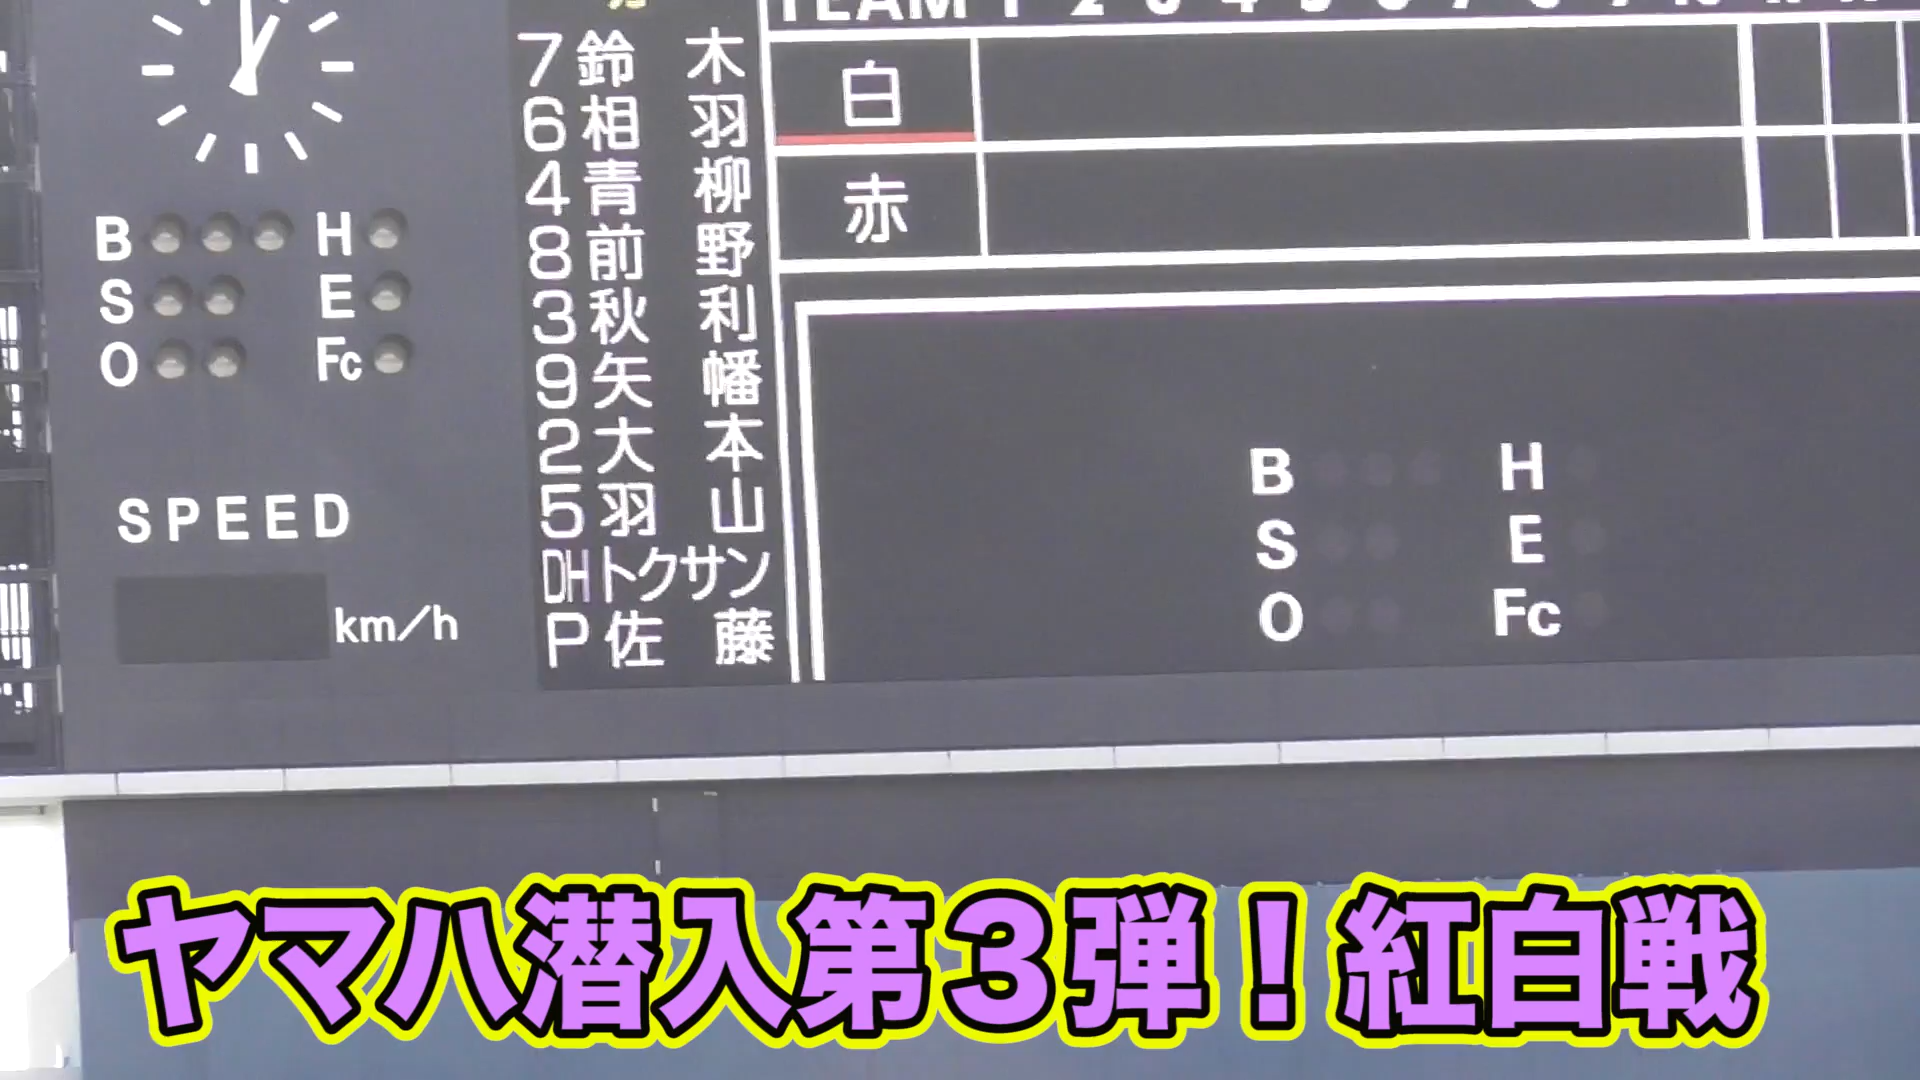 TEAM 1 2 3 4 5 6 7 8 9 10
7 鈴 木
6 相 羽
4 青 柳
8 前 野
3 秋 利
9 矢 幡
2 大 本
5 羽 山
DH トクサン
P 佐 藤
白
赤
B H
S E
O Fc
SPEED
km/h
B H
S E
O Fc
ヤマハ潜入第3弾！紅白戦